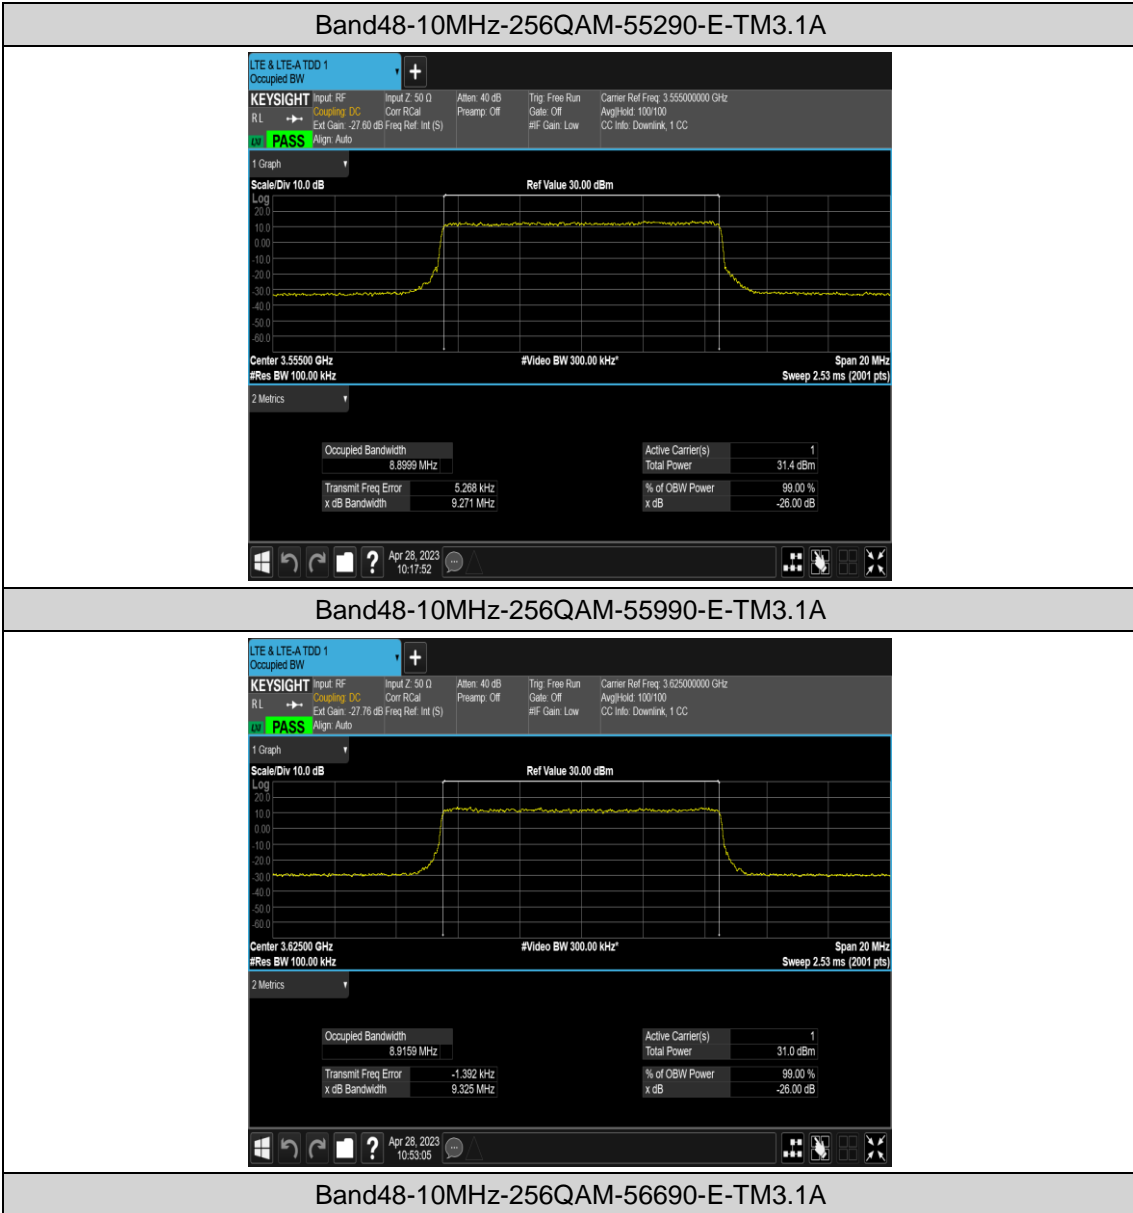 Band48-10MHz-256QAM-55290-E-TM3.1A
LTE & LTE-A TDD 1
Occupied BW
KEYSIGHT Input: RF Input Z: 50 Ω Atten: 40 dB Trig: Free Run Carrier Ref Freq: 3.555000000 GHz
RL Coupling: DC Corr RCal Preamp: Off Gate: Off Avg|Hold: 100/100
Ext Gain: -27.60 dB Freq Ref: Int (S) #IF Gain: Low CC Info: Downlink, 1 CC
LXI PASS Align: Auto
1 Graph
Scale/Div 10.0 dB Ref Value 30.00 dBm
Log
20.0
10.0
0.00
-10.0
-20.0
-30.0
-40.0
-50.0
-60.0
Center 3.55500 GHz #Video BW 300.00 kHz* Span 20 MHz
#Res BW 100.00 kHz Sweep 2.53 ms (2001 pts)
2 Metrics
Occupied Bandwidth Active Carrier(s) 1
8.8999 MHz Total Power 31.4 dBm
Transmit Freq Error 5.268 kHz % of OBW Power 99.00 %
x dB Bandwidth 9.271 MHz x dB -26.00 dB
? Apr 28, 2023
10:17:52
Band48-10MHz-256QAM-55990-E-TM3.1A
LTE & LTE-A TDD 1
Occupied BW
KEYSIGHT Input: RF Input Z: 50 Ω Atten: 40 dB Trig: Free Run Carrier Ref Freq: 3.625000000 GHz
RL Coupling: DC Corr RCal Preamp: Off Gate: Off Avg|Hold: 100/100
Ext Gain: -27.76 dB Freq Ref: Int (S) #IF Gain: Low CC Info: Downlink, 1 CC
LXI PASS Align: Auto
1 Graph
Scale/Div 10.0 dB Ref Value 30.00 dBm
Log
20.0
10.0
0.00
-10.0
-20.0
-30.0
-40.0
-50.0
-60.0
Center 3.62500 GHz #Video BW 300.00 kHz* Span 20 MHz
#Res BW 100.00 kHz Sweep 2.53 ms (2001 pts)
2 Metrics
Occupied Bandwidth Active Carrier(s) 1
8.9159 MHz Total Power 31.0 dBm
Transmit Freq Error -1.392 kHz % of OBW Power 99.00 %
x dB Bandwidth 9.325 MHz x dB -26.00 dB
? Apr 28, 2023
10:53:05
Band48-10MHz-256QAM-56690-E-TM3.1A